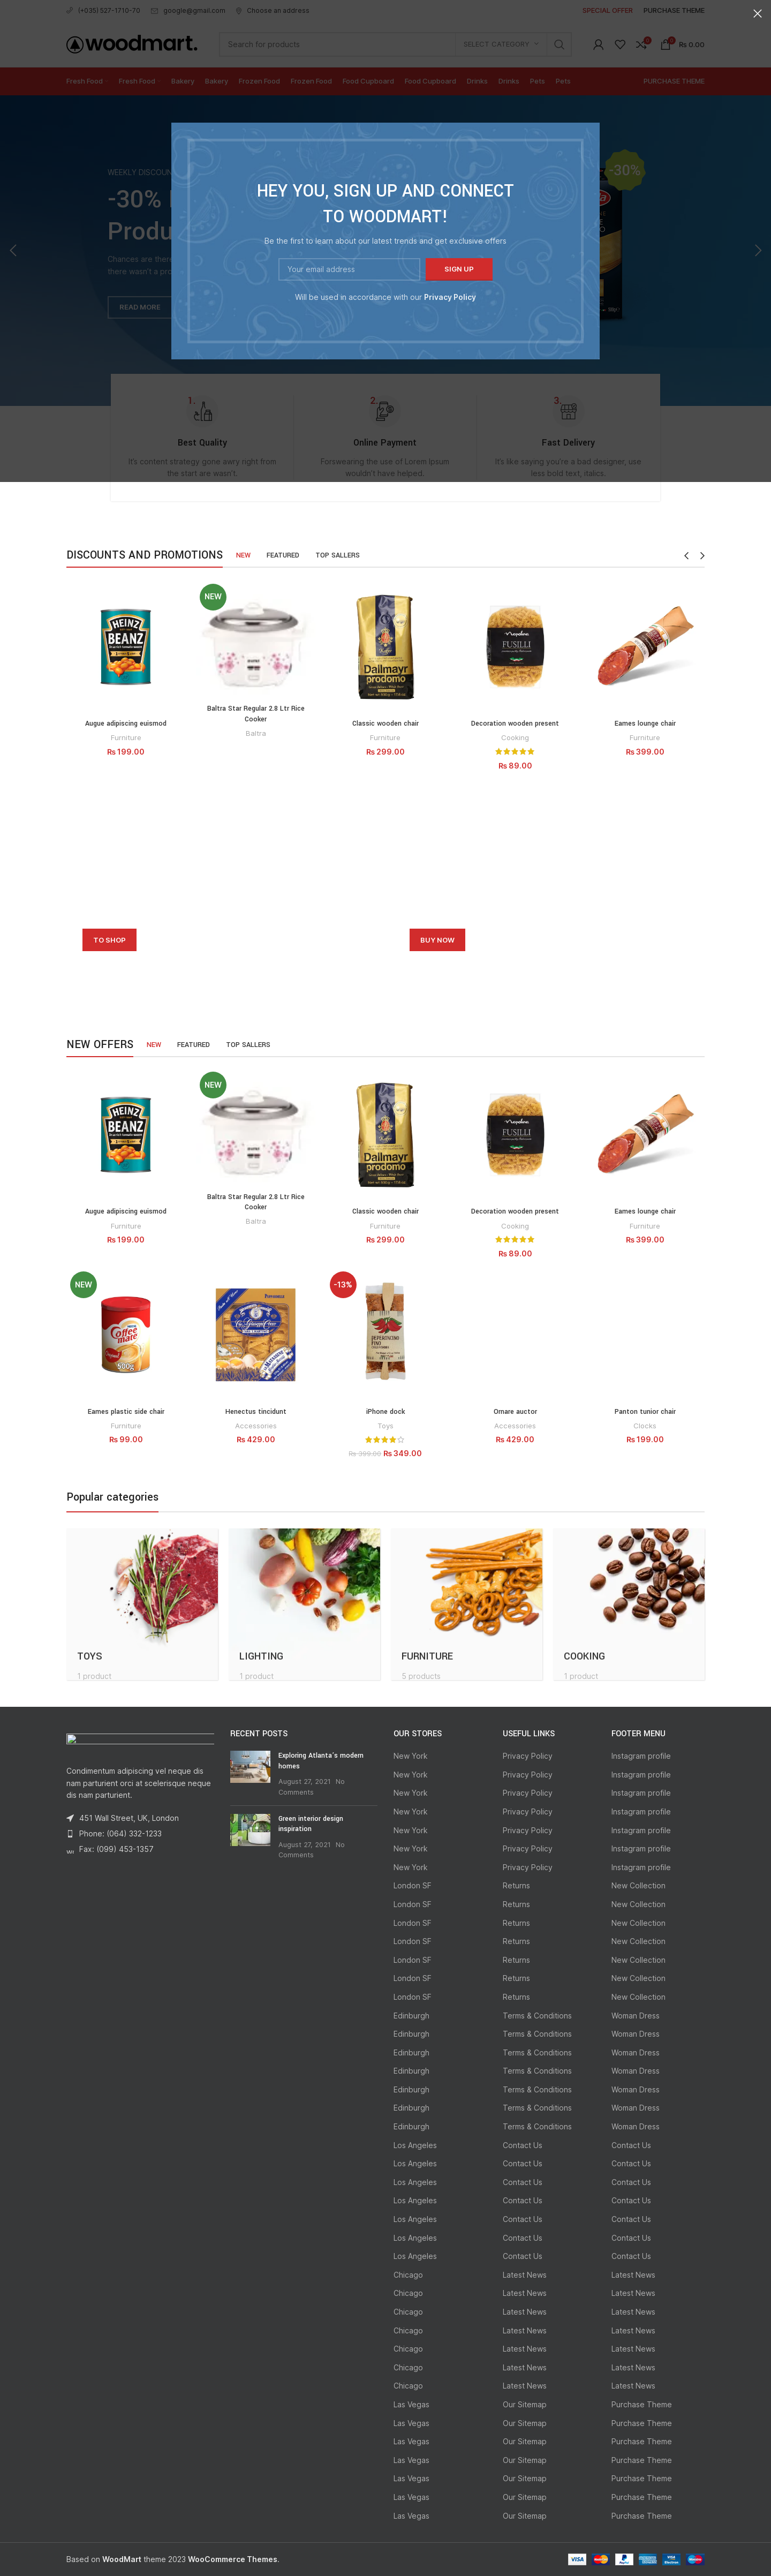 (+035) 527-1710-70 google@gmail.com Choose an address SPECIAL OFFER PURCHASE THEME
woodmart. Search for products SELECT CATEGORY 0 0 ₨ 0.00
Fresh Food Fresh Food Bakery Bakery Frozen Food Frozen Food Food Cupboard Food Cupboard Drinks Drinks Pets Pets PURCHASE THEME
WEEKLY DISCOUN
-30%
Produ
Chances are there
there wasn't a pro
READ MORE
-30%
HEY YOU, SIGN UP AND CONNECT
TO WOODMART!
Be the first to learn about our latest trends and get exclusive offers
Your email address SIGN UP
Will be used in accordance with our Privacy Policy
1. 2. 3.
Best Quality Online Payment Fast Delivery
It's content strategy gone awry right from Forswearing the use of Lorem Ipsum It's like saying you're a bad designer, use
the start are wasn't. wouldn't have helped. less bold text, italics.
DISCOUNTS AND PROMOTIONS NEW FEATURED TOP SALLERS
NEW
HEINZ BEANZ
Dallmayr prodomo
Napolina FUSILLI
Augue adipiscing euismod
Furniture
₨ 199.00
Baltra Star Regular 2.8 Ltr Rice
Cooker
Baltra
Classic wooden chair
Furniture
₨ 299.00
Decoration wooden present
Cooking
₨ 89.00
Eames lounge chair
Furniture
₨ 399.00
TO SHOP BUY NOW
NEW OFFERS NEW FEATURED TOP SALLERS
NEW
HEINZ BEANZ
Dallmayr prodomo
Napolina FUSILLI
Augue adipiscing euismod
Furniture
₨ 199.00
Baltra Star Regular 2.8 Ltr Rice
Cooker
Baltra
Classic wooden chair
Furniture
₨ 299.00
Decoration wooden present
Cooking
₨ 89.00
Eames lounge chair
Furniture
₨ 399.00
NEW
Coffee mate
500g
-13%
Eames plastic side chair
Furniture
₨ 99.00
Henectus tincidunt
Accessories
₨ 429.00
iPhone dock
Toys
₨ 399.00 ₨ 349.00
Ornare auctor
Accessories
₨ 429.00
Panton tunior chair
Clocks
₨ 199.00
Popular categories
TOYS LIGHTING FURNITURE COOKING
1 product 1 product 5 products 1 product
Condimentum adipiscing vel neque dis
nam parturient orci at scelerisque neque
dis nam parturient.
451 Wall Street, UK, London
Phone: (064) 332-1233
Fax: (099) 453-1357
RECENT POSTS
Exploring Atlanta's modern
homes
August 27, 2021 No
Comments
Green interior design
inspiration
August 27, 2021 No
Comments
OUR STORES
New York
New York
New York
New York
New York
New York
New York
London SF
London SF
London SF
London SF
London SF
London SF
London SF
Edinburgh
Edinburgh
Edinburgh
Edinburgh
Edinburgh
Edinburgh
Edinburgh
Los Angeles
Los Angeles
Los Angeles
Los Angeles
Los Angeles
Los Angeles
Los Angeles
Chicago
Chicago
Chicago
Chicago
Chicago
Chicago
Chicago
Las Vegas
Las Vegas
Las Vegas
Las Vegas
Las Vegas
Las Vegas
Las Vegas
USEFUL LINKS
Privacy Policy
Privacy Policy
Privacy Policy
Privacy Policy
Privacy Policy
Privacy Policy
Privacy Policy
Returns
Returns
Returns
Returns
Returns
Returns
Returns
Terms & Conditions
Terms & Conditions
Terms & Conditions
Terms & Conditions
Terms & Conditions
Terms & Conditions
Terms & Conditions
Contact Us
Contact Us
Contact Us
Contact Us
Contact Us
Contact Us
Contact Us
Latest News
Latest News
Latest News
Latest News
Latest News
Latest News
Latest News
Our Sitemap
Our Sitemap
Our Sitemap
Our Sitemap
Our Sitemap
Our Sitemap
Our Sitemap
FOOTER MENU
Instagram profile
Instagram profile
Instagram profile
Instagram profile
Instagram profile
Instagram profile
Instagram profile
New Collection
New Collection
New Collection
New Collection
New Collection
New Collection
New Collection
Woman Dress
Woman Dress
Woman Dress
Woman Dress
Woman Dress
Woman Dress
Woman Dress
Contact Us
Contact Us
Contact Us
Contact Us
Contact Us
Contact Us
Contact Us
Latest News
Latest News
Latest News
Latest News
Latest News
Latest News
Latest News
Purchase Theme
Purchase Theme
Purchase Theme
Purchase Theme
Purchase Theme
Purchase Theme
Purchase Theme
Based on WoodMart theme 2023 WooCommerce Themes.
VISA